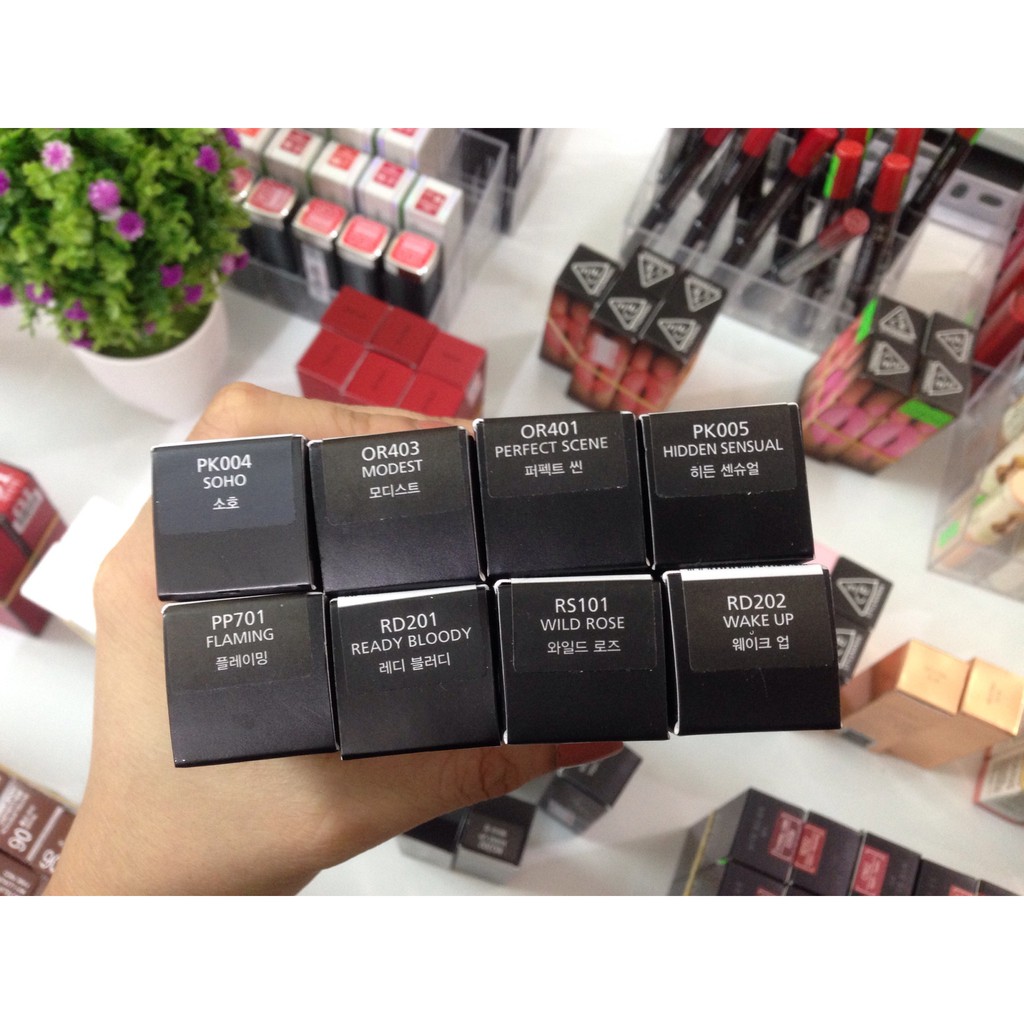 PK004
SOHO
소호
OR403
MODEST
모디스트
OR401
PERFECT SCENE
퍼펙트 씬
PK005
HIDDEN SENSUAL
히든 센슈얼
PP701
FLAMING
플레이밍
RD201
READY BLOODY
레디 블러디
RS101
WILD ROSE
와일드 로즈
RD202
WAKE UP
웨이크 업
90